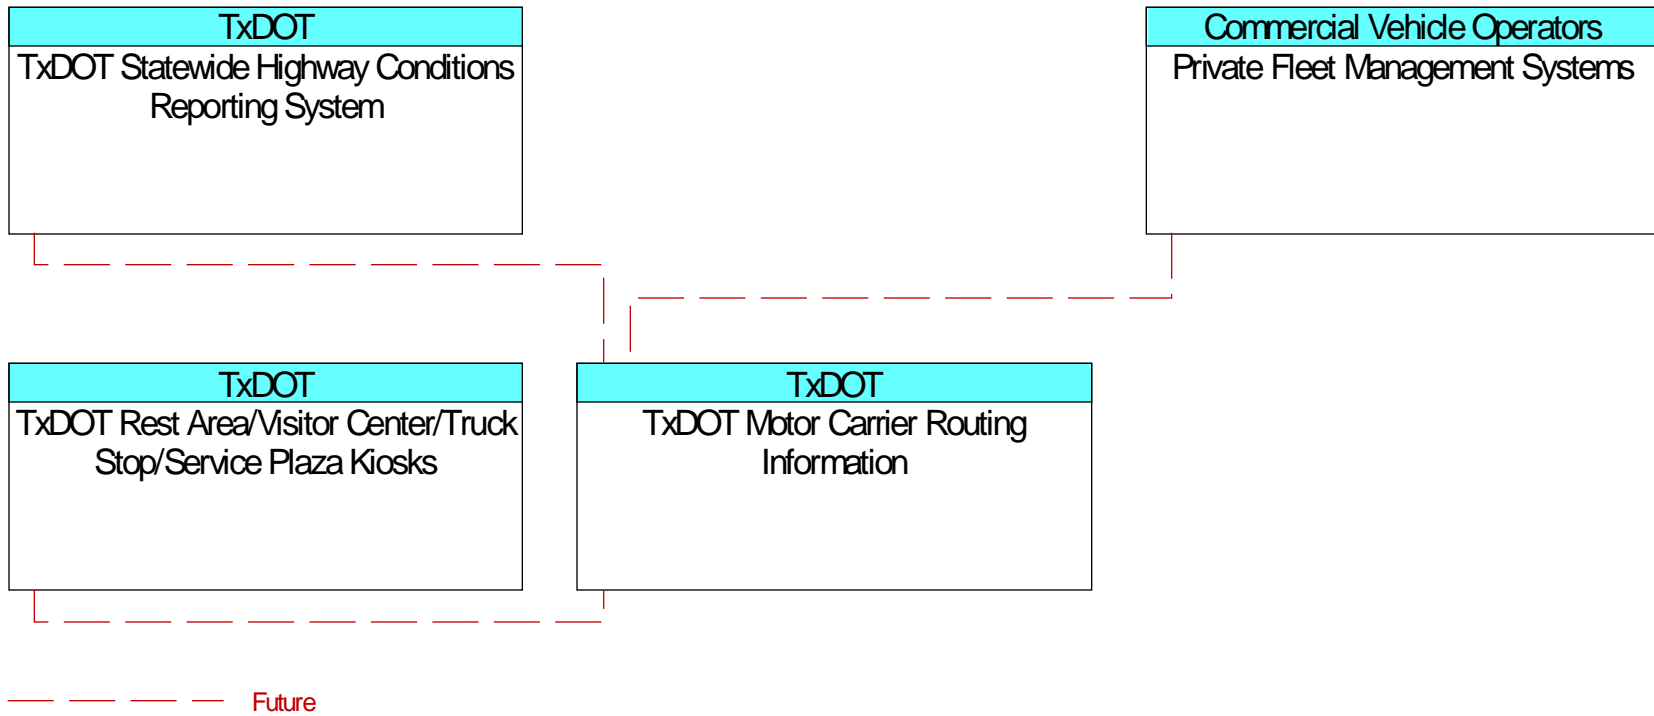 TxDOT
TxDOT Statewide Highway Conditions
Reporting System
Commercial Vehicle Operators
Private Fleet Management Systems
TxDOT
TxDOT Rest Area/Visitor Center/Truck
Stop/Service Plaza Kiosks
TxDOT
TxDOT Motor Carrier Routing
Information
Future